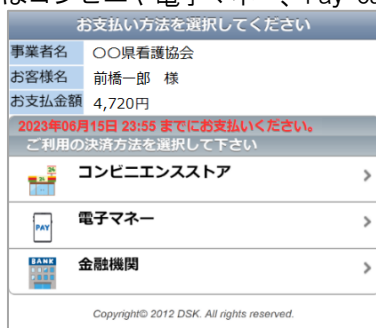 お支払い方法を選択してください
事業者名 〇〇県看護協会
お客様名 前橋一郎 様
お支払金額 4,720円
2023年06月15日 23:55 までにお支払いください。
ご利用の決済方法を選択して下さい
コンビニエンスストア
PAY 電子マネー
BANK 金融機関
Copyright© 2012 DSK. All rights reserved.